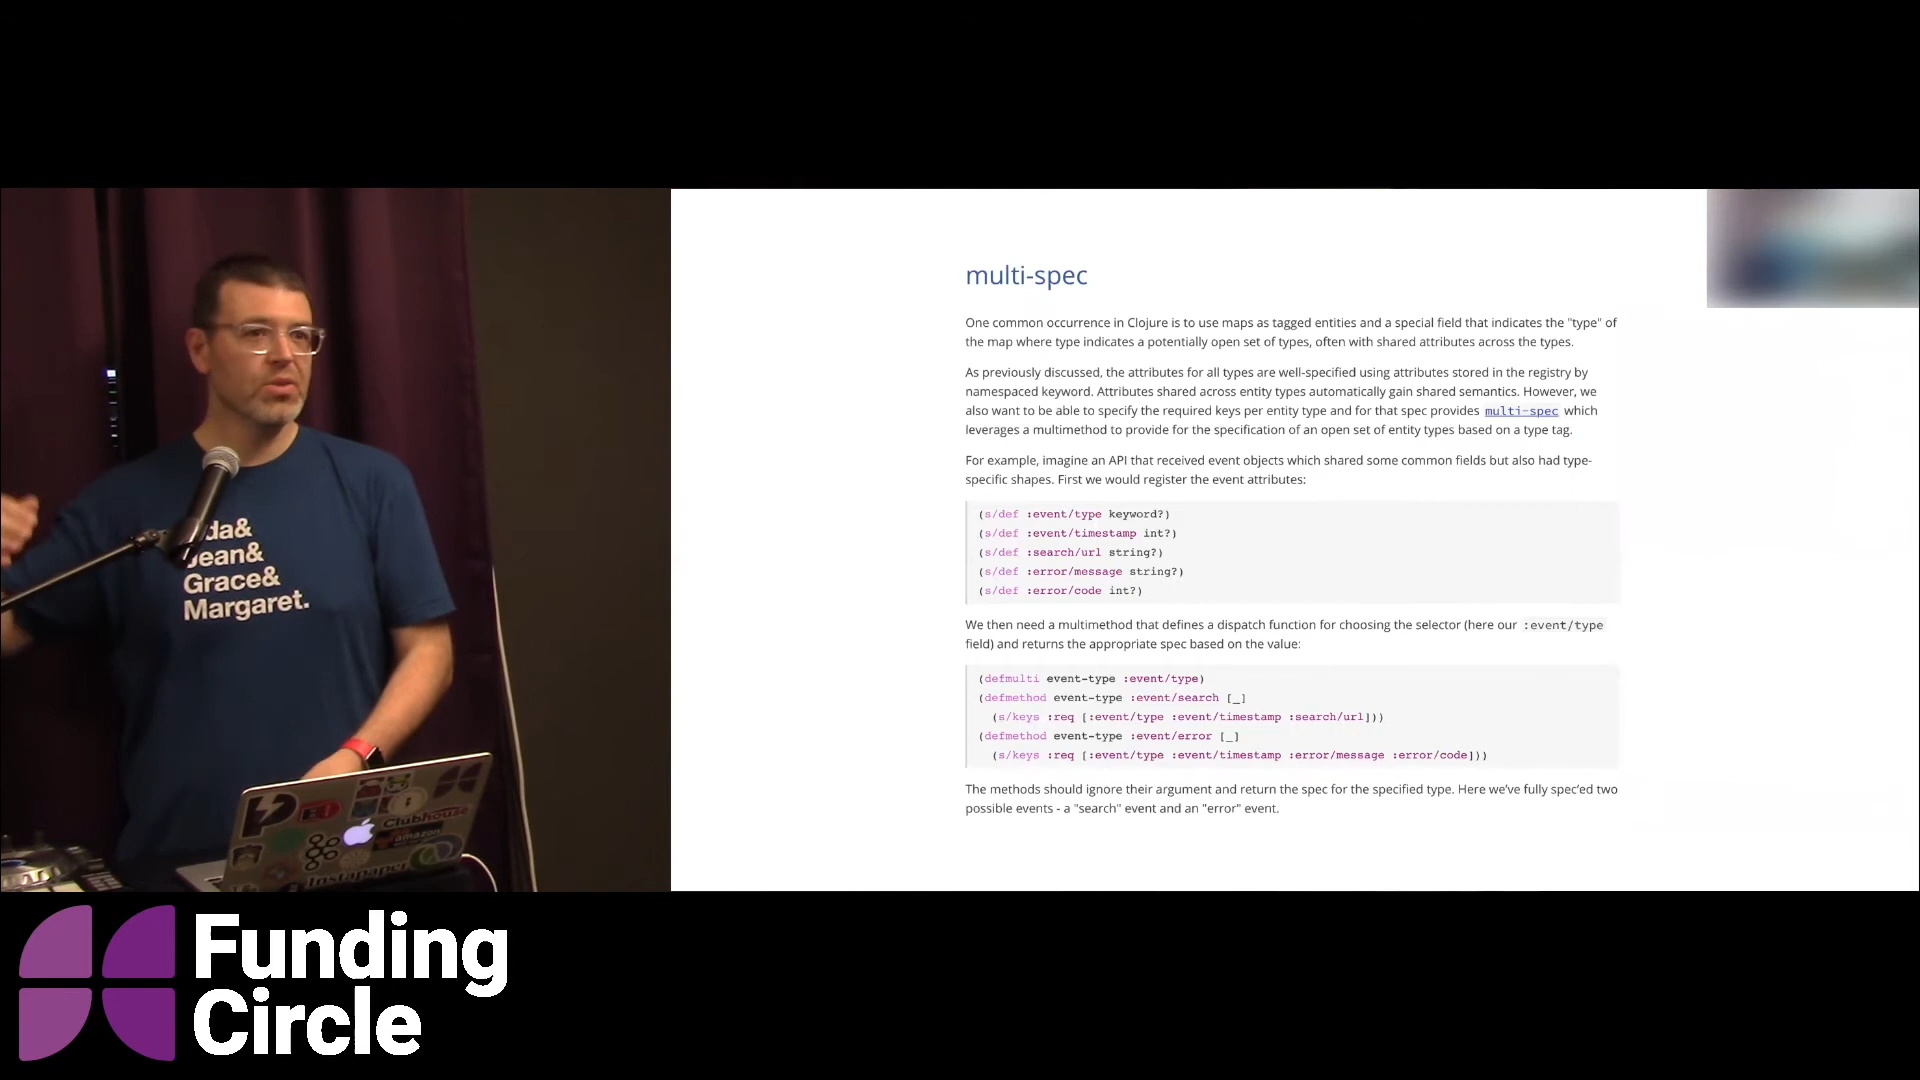 multi-spec
One common occurrence in Clojure is to use maps as tagged entities and a special field that indicates the "type" of
the map where type indicates a potentially open set of types, often with shared attributes across the types.
As previously discussed, the attributes for all types are well-specified using attributes stored in the registry by
namespaced keyword. Attributes shared across entity types automatically gain shared semantics. However, we
also want to be able to specify the required keys per entity type and for that spec provides multi-spec which
leverages a multimethod to provide for the specification of an open set of entity types based on a type tag.
For example, imagine an API that received event objects which shared some common fields but also had type-
specific shapes. First we would register the event attributes:
(s/def :event/type keyword?)
(s/def :event/timestamp int?)
(s/def :search/url string?)
(s/def :error/message string?)
(s/def :error/code int?)
We then need a multimethod that defines a dispatch function for choosing the selector (here our :event/type
field) and returns the appropriate spec based on the value:
(defmulti event-type :event/type)
(defmethod event-type :event/search [_]
(s/keys :req [:event/type :event/timestamp :search/url]))
(defmethod event-type :event/error [_]
(s/keys :req [:event/type :event/timestamp :error/message :error/code]))
The methods should ignore their argument and return the spec for the specified type. Here we've fully spec'ed two
possible events - a "search" event and an "error" event.
da&
Jean&
Grace&
Margaret.
Clubhouse
amazon
Instapaper
Funding
Circle